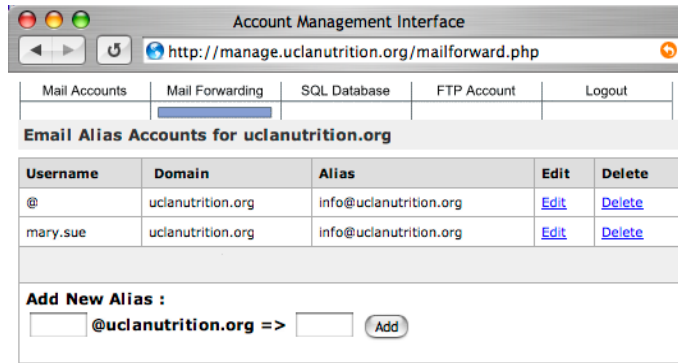 Account Management Interface
http://manage.uclanutrition.org/mailforward.php
Mail Accounts Mail Forwarding SQL Database FTP Account Logout
Email Alias Accounts for uclanutrition.org
Username Domain Alias Edit Delete
@ uclanutrition.org info@uclanutrition.org Edit Delete
mary.sue uclanutrition.org info@uclanutrition.org Edit Delete
Add New Alias :
@uclanutrition.org => Add